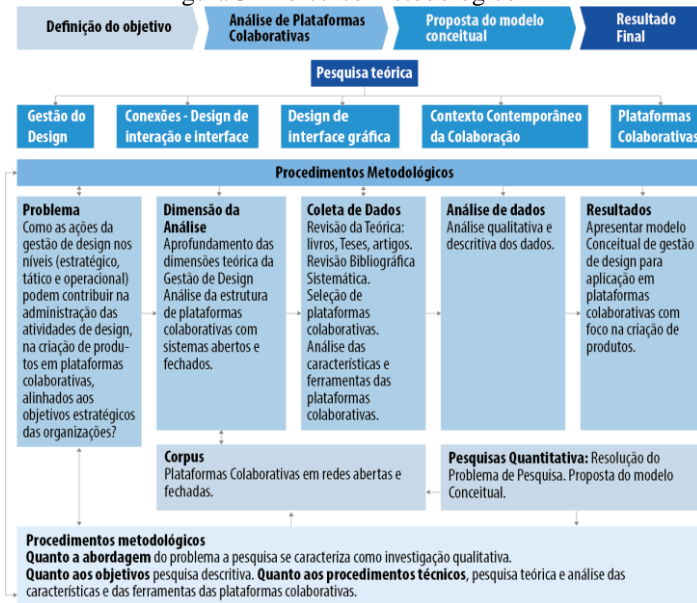 Definição do objetivo
Análise de Plataformas
Colaborativas
Proposta do modelo
conceitual
Resultado
Final
Pesquisa teórica
Gestão do
Design
Conexões - Design de
interação e interface
Design de
interface gráfica
Contexto Contemporâneo
da Colaboração
Plataformas
Colaborativas
Procedimentos Metodológicos
Problema
Como as ações da
gestão de design nos
níveis (estratégico,
tático e operacional)
podem contribuir na
administração das
atividades de design,
na criação de produ-
tos em plataformas
colaborativas,
alinhados aos
objetivos estratégicos
das organizações?
Dimensão da
Análise
Aprofundamento das
dimensões teórica da
Gestão de Design
Análise da estrutura
de plataformas
colaborativas com
sistemas abertos e
fechados.
Coleta de Dados
Revisão da Teórica:
livros, Teses, artigos.
Revisão Bibliográfica
Sistemática.
Seleção de
plataformas
colaborativas.
Análise das
características e
ferramentas das
plataformas
colaborativas.
Análise de dados
Análise qualitativa e
descritiva dos dados.
Resultados
Apresentar modelo
Conceitual de gestão
de design para
aplicação em
plataformas
colaborativas com
foco na criação de
produtos.
Corpus
Plataformas Colaborativas em redes abertas e
fechadas.
Pesquisas Quantitativa: Resolução do
Problema de Pesquisa. Proposta do modelo
Conceitual.
Procedimentos metodológicos
Quanto a abordagem do problema a pesquisa se caracteriza como investigação qualitativa.
Quanto aos objetivos pesquisa descritiva. Quanto aos procedimentos técnicos, pesquisa teórica e análise das
características e das ferramentas das plataformas colaborativas.